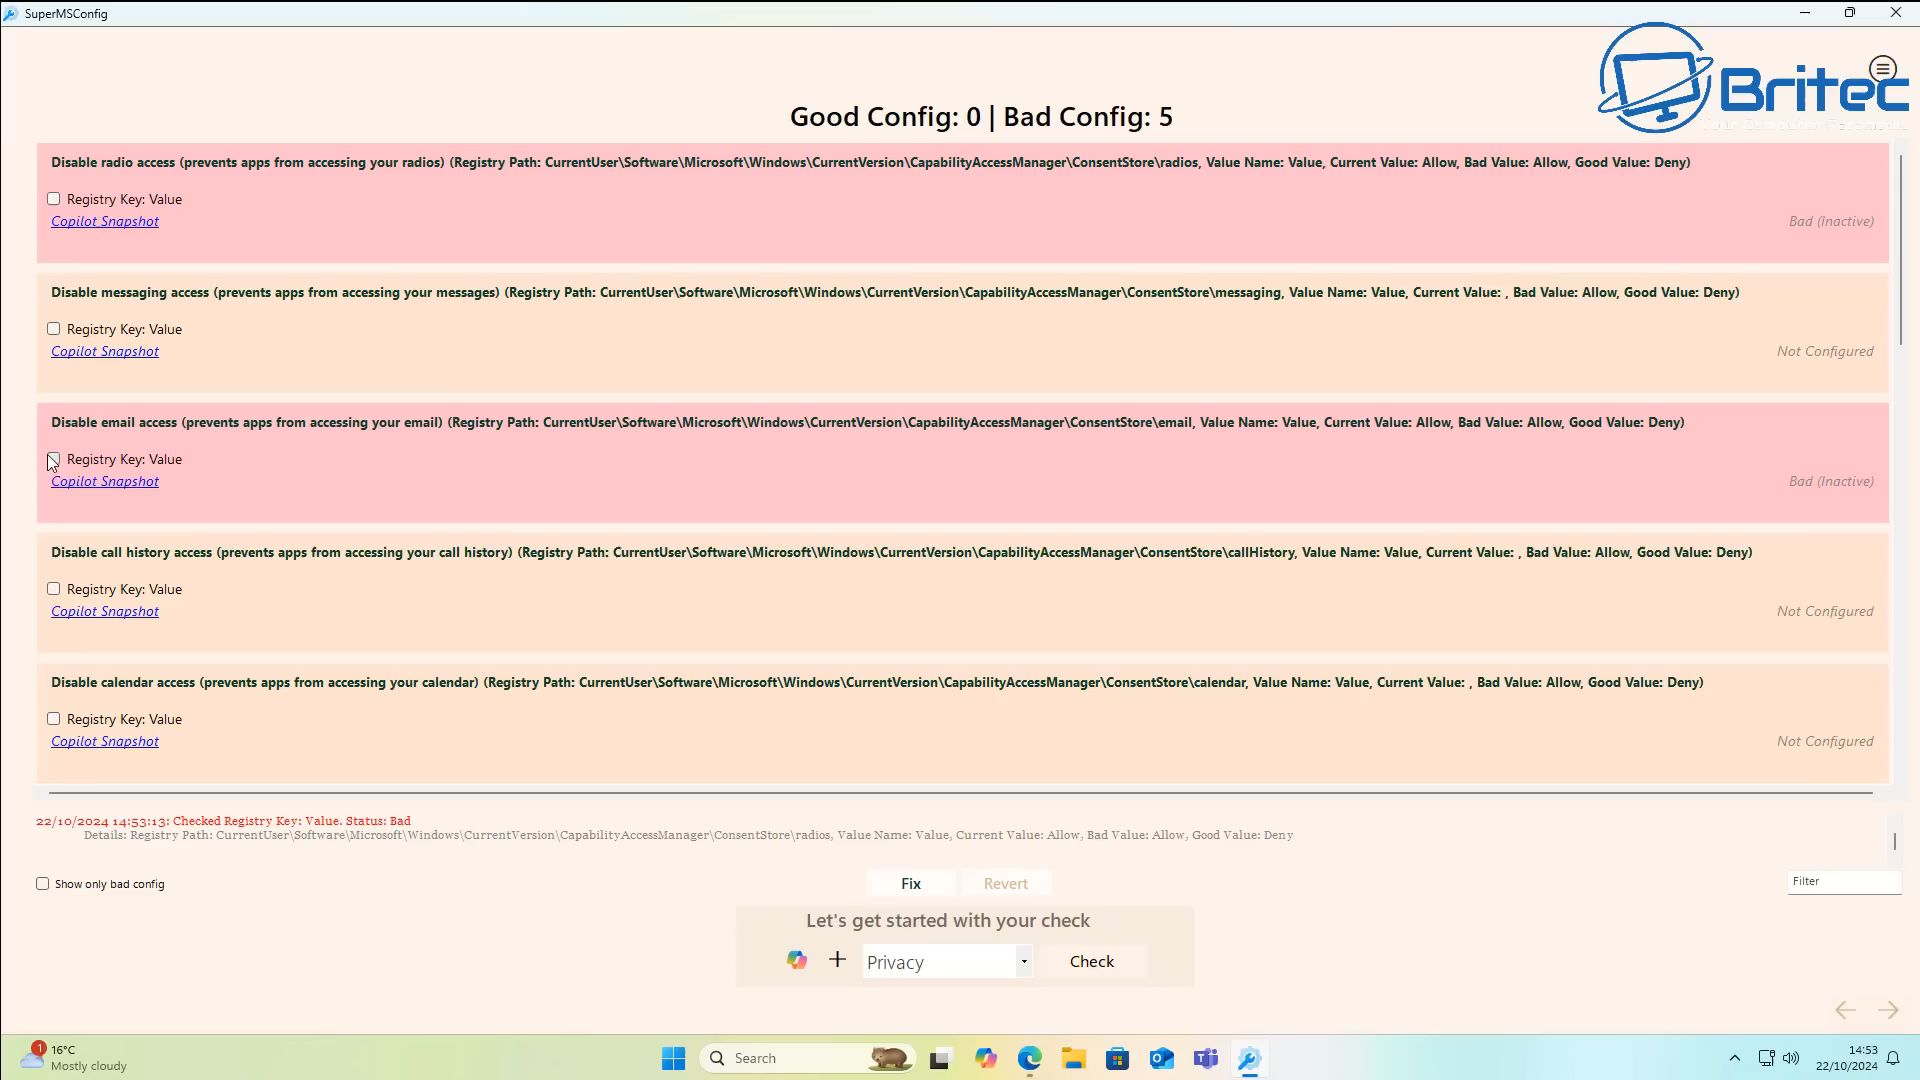 SuperMSConfig
Britec
Good Config: 0 | Bad Config: 5
Disable radio access (prevents apps from accessing your radios) (Registry Path: CurrentUser\Software\Microsoft\Windows\CurrentVersion\CapabilityAccessManager\ConsentStore\radios, Value Name: Value, Current Value: Allow, Bad Value: Allow, Good Value: Deny)
Registry Key: Value
Copilot Snapshot
Bad (Inactive)
Disable messaging access (prevents apps from accessing your messages) (Registry Path: CurrentUser\Software\Microsoft\Windows\CurrentVersion\CapabilityAccessManager\ConsentStore\messaging, Value Name: Value, Current Value: , Bad Value: Allow, Good Value: Deny)
Registry Key: Value
Copilot Snapshot
Not Configured
Disable email access (prevents apps from accessing your email) (Registry Path: CurrentUser\Software\Microsoft\Windows\CurrentVersion\CapabilityAccessManager\ConsentStore\email, Value Name: Value, Current Value: Allow, Bad Value: Allow, Good Value: Deny)
Registry Key: Value
Copilot Snapshot
Bad (Inactive)
Disable call history access (prevents apps from accessing your call history) (Registry Path: CurrentUser\Software\Microsoft\Windows\CurrentVersion\CapabilityAccessManager\ConsentStore\callHistory, Value Name: Value, Current Value: , Bad Value: Allow, Good Value: Deny)
Registry Key: Value
Copilot Snapshot
Not Configured
Disable calendar access (prevents apps from accessing your calendar) (Registry Path: CurrentUser\Software\Microsoft\Windows\CurrentVersion\CapabilityAccessManager\ConsentStore\calendar, Value Name: Value, Current Value: , Bad Value: Allow, Good Value: Deny)
Registry Key: Value
Copilot Snapshot
Not Configured
22/10/2024 14:53:13: Checked Registry Key: Value. Status: Bad
Details: Registry Path: CurrentUser\Software\Microsoft\Windows\CurrentVersion\CapabilityAccessManager\ConsentStore\radios, Value Name: Value, Current Value: Allow, Bad Value: Allow, Good Value: Deny
Show only bad config
Fix
Revert
Filter
Let's get started with your check
Privacy
Check
1
16°C
Mostly cloudy
Search
14:53
22/10/2024